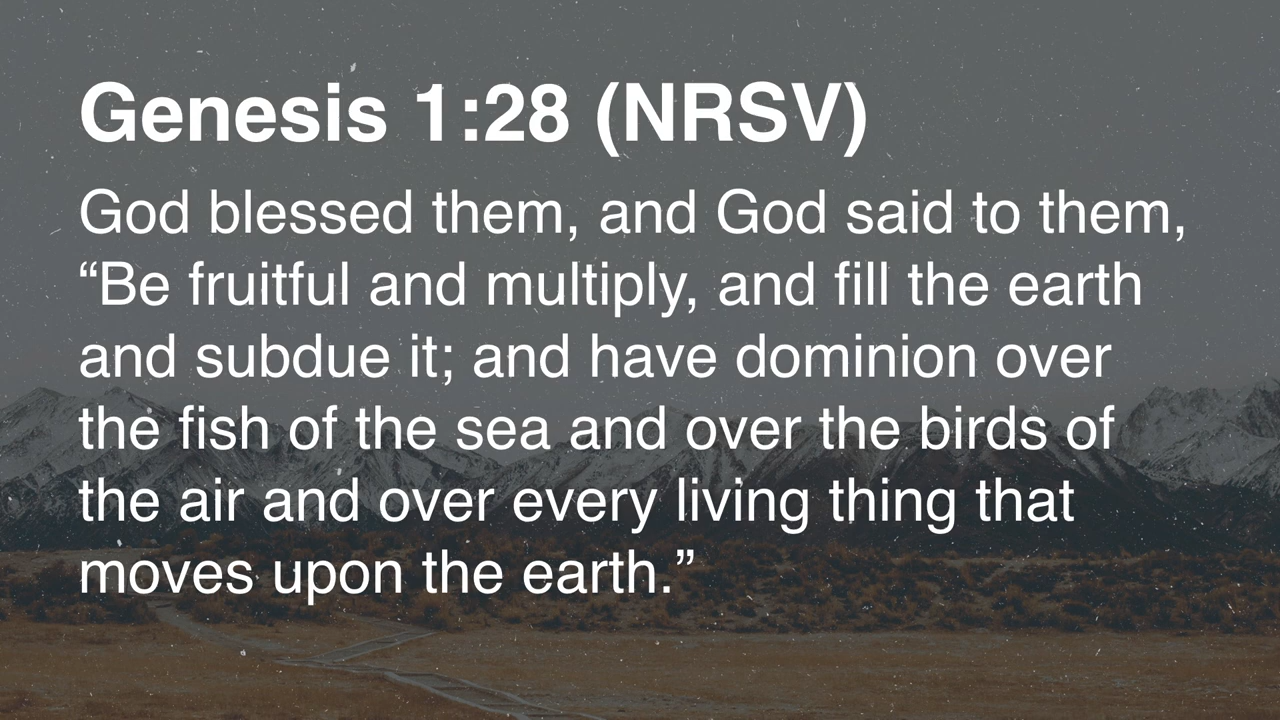 Genesis 1:28 (NRSV)
God blessed them, and God said to them,
“Be fruitful and multiply, and fill the earth
and subdue it; and have dominion over
the fish of the sea and over the birds of
the air and over every living thing that
moves upon the earth.”